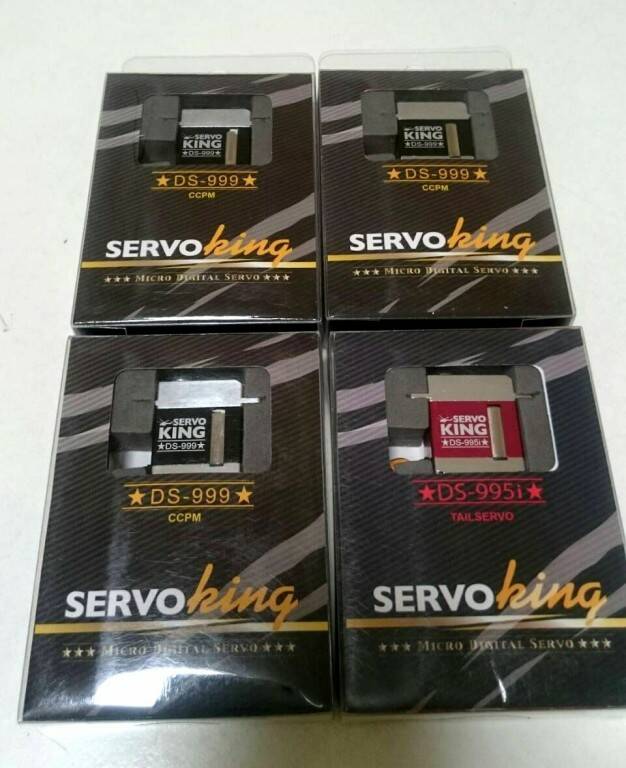 SERVO
KING
★DS-999★
★DS-999★
CCPM
SERVOking
★★★ MICRO DIGITAL SERVO ★★★
SERVO
KING
★DS-999★
★DS-999★
CCPM
SERVOking
★★★ MICRO DIGITAL SERVO ★★★
SERVO
KING
★DS-999★
★DS-999★
CCPM
SERVOking
★★★ MICRO DIGITAL SERVO ★★★
SERVO
KING
★DS-995i★
★DS-995i★
TAILSERVO
SERVOking
★★★ MICRO DIGITAL SERVO ★★★